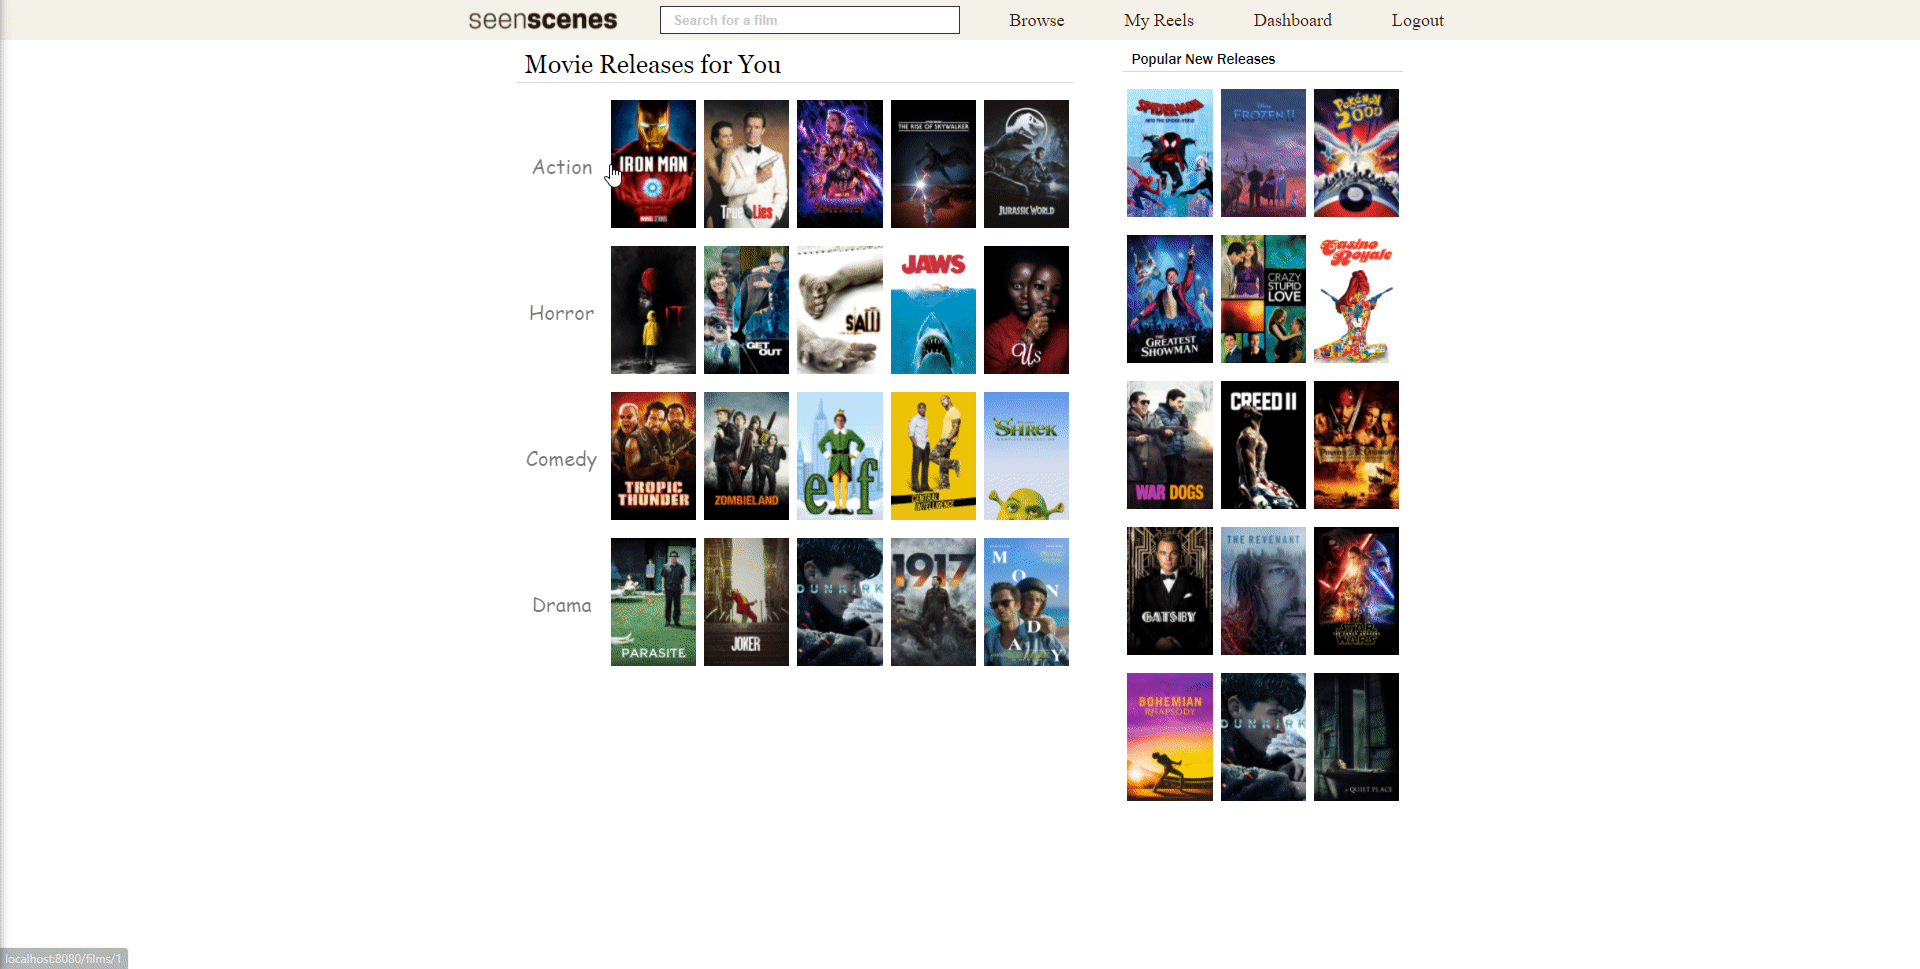 seenscenes
Search for a film
Browse
My Reels
Dashboard
Logout
Movie Releases for You
Action
IRON MAN
True Lies
THE RISE OF SKYWALKER
JURASSIC WORLD
Horror
GET OUT
SAW
JAWS
Us
Comedy
TROPIC THUNDER
ZOMBIELAND
elf
CENTRAL INTELLIGENCE
SHREK
Drama
PARASITE
JOKER
DUNKIRK
1917
MONDAY
Popular New Releases
SPIDER-MAN
INTO THE SPIDER-VERSE
Disney
FROZEN II
POKÉMON
2000
THE GREATEST SHOWMAN
CRAZY
STUPID
LOVE
Casino
Royale
WAR DOGS
CREED II
GATSBY
THE REVENANT
STAR
WARS
BOHEMIAN
RHAPSODY
DUNKIRK
A QUIET PLACE
localhost:8080/films/1